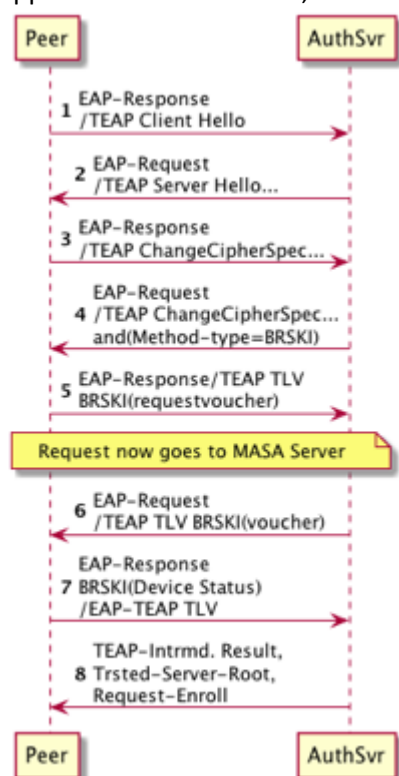 Peer AuthSvr
EAP-Response
1 /TEAP Client Hello
EAP-Request
2 /TEAP Server Hello...
EAP-Response
3 /TEAP ChangeCipherSpec...
EAP-Request
4 /TEAP ChangeCipherSpec...
and(Method-type=BRSKI)
EAP-Response/TEAP TLV
5 BRSKI(requestvoucher)
Request now goes to MASA Server
EAP-Request
6 /TEAP TLV BRSKI(voucher)
EAP-Response
7 BRSKI(Device Status)
/EAP-TEAP TLV
TEAP-Intrmd. Result,
8 Trsted-Server-Root,
Request-Enroll
Peer AuthSvr